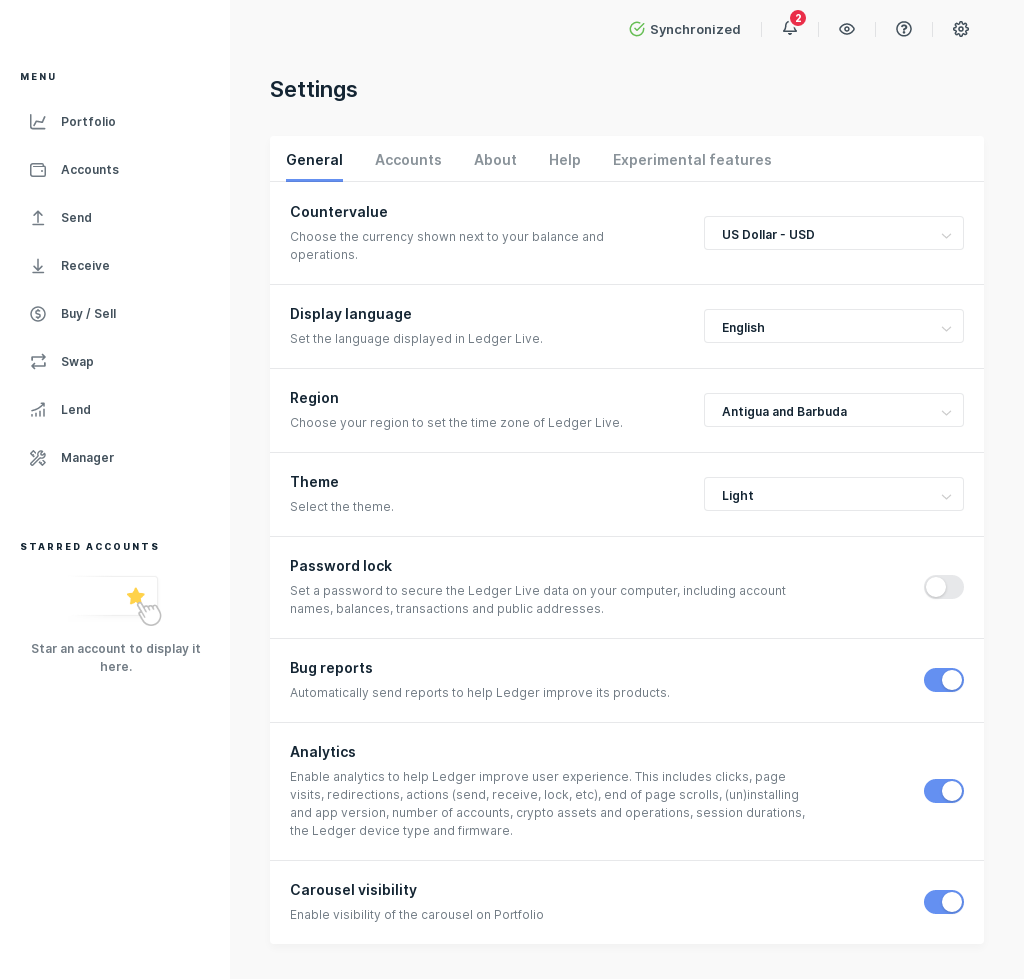 Synchronized
2
MENU
Portfolio
Accounts
Send
Receive
Buy / Sell
Swap
Lend
Manager
STARRED ACCOUNTS
Star an account to display it
here.
Settings
General Accounts About Help Experimental features
Countervalue
Choose the currency shown next to your balance and
operations.
US Dollar - USD
Display language
Set the language displayed in Ledger Live.
English
Region
Choose your region to set the time zone of Ledger Live.
Antigua and Barbuda
Theme
Select the theme.
Light
Password lock
Set a password to secure the Ledger Live data on your computer, including account
names, balances, transactions and public addresses.
Bug reports
Automatically send reports to help Ledger improve its products.
Analytics
Enable analytics to help Ledger improve user experience. This includes clicks, page
visits, redirections, actions (send, receive, lock, etc), end of page scrolls, (un)installing
and app version, number of accounts, crypto assets and operations, session durations,
the Ledger device type and firmware.
Carousel visibility
Enable visibility of the carousel on Portfolio